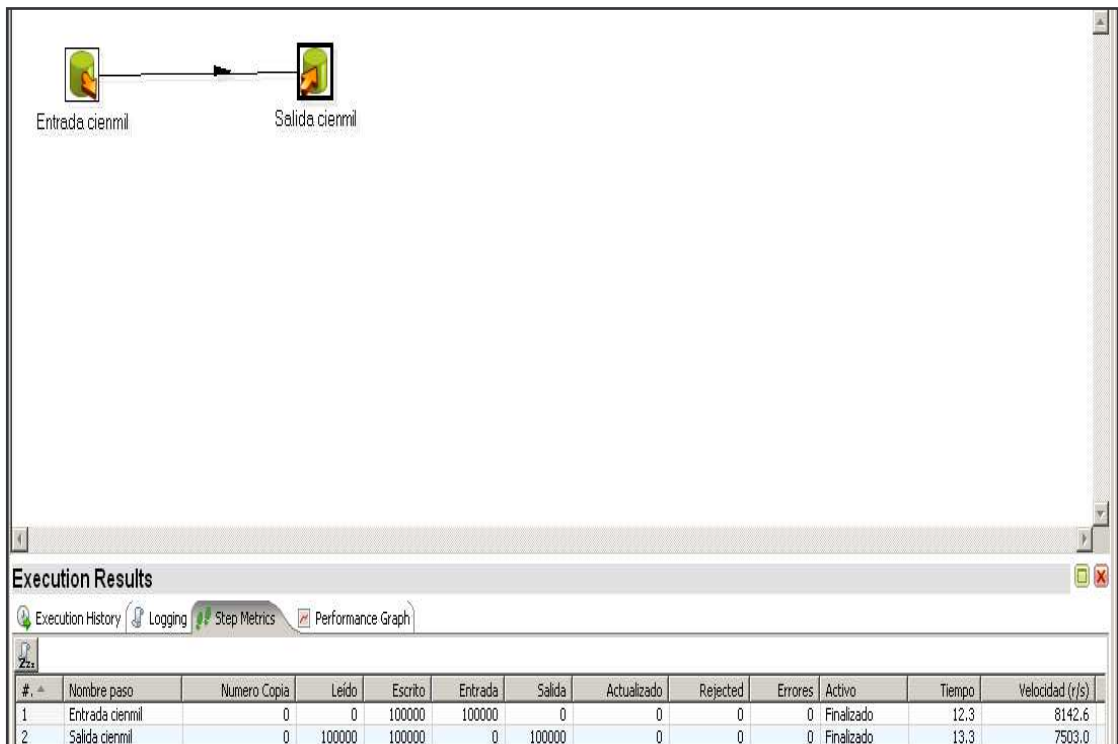 Entrada cienmil
Salida cienmil
Execution Results
Execution History Logging Step Metrics Performance Graph
#. Nombre paso Numero Copia Leído Escrito Entrada Salida Actualizado Rejected Errores Activo Tiempo Velocidad (r/s)
1 Entrada cienmil 0 0 100000 100000 0 0 0 0 Finalizado 12.3 8142.6
2 Salida cienmil 0 100000 100000 0 100000 0 0 0 Finalizado 13.3 7503.0